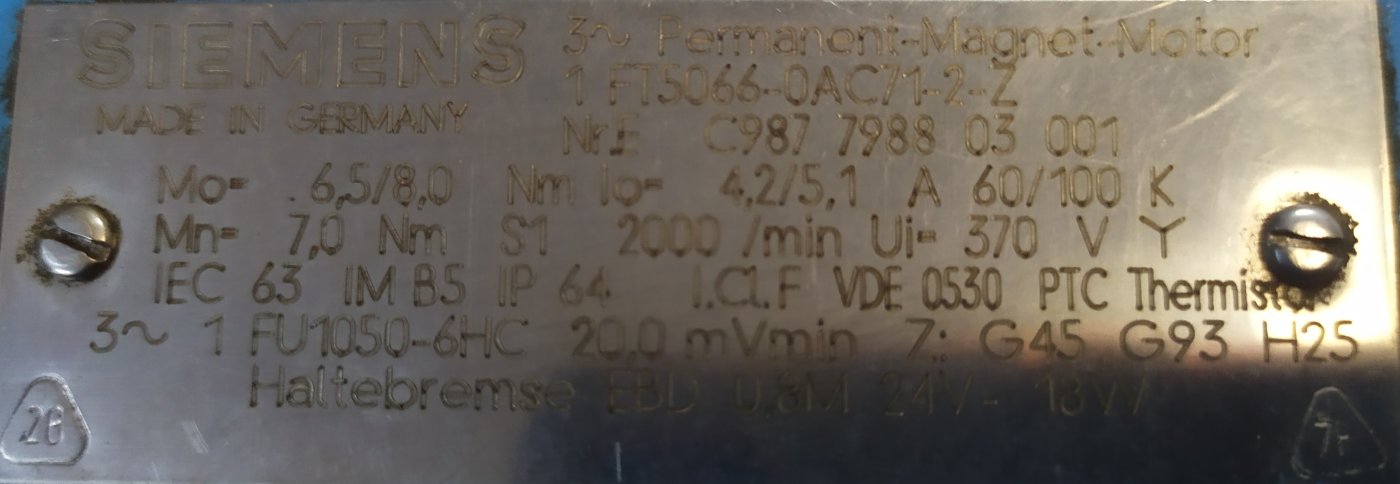 SIEMENS 3~ Permanent-Magnet-Motor
1 FT5066-0AC71-2-Z
MADE IN GERMANY
Nr.E C987 7988 03 001
Mo= 6,5/8,0 Nm Io= 4,2/5,1 A 60/100 K
Mn= 7,0 Nm S1 2000 /min Ui= 370 V Y
IEC 63 IM B5 IP 64 I.Cl.F VDE 0530 PTC Thermistor
3~ 1 FU1050-6HC 20,0 mVmin Z: G45 G93 H25
Haltebremse EBD 0,8M 24V- 18W
28